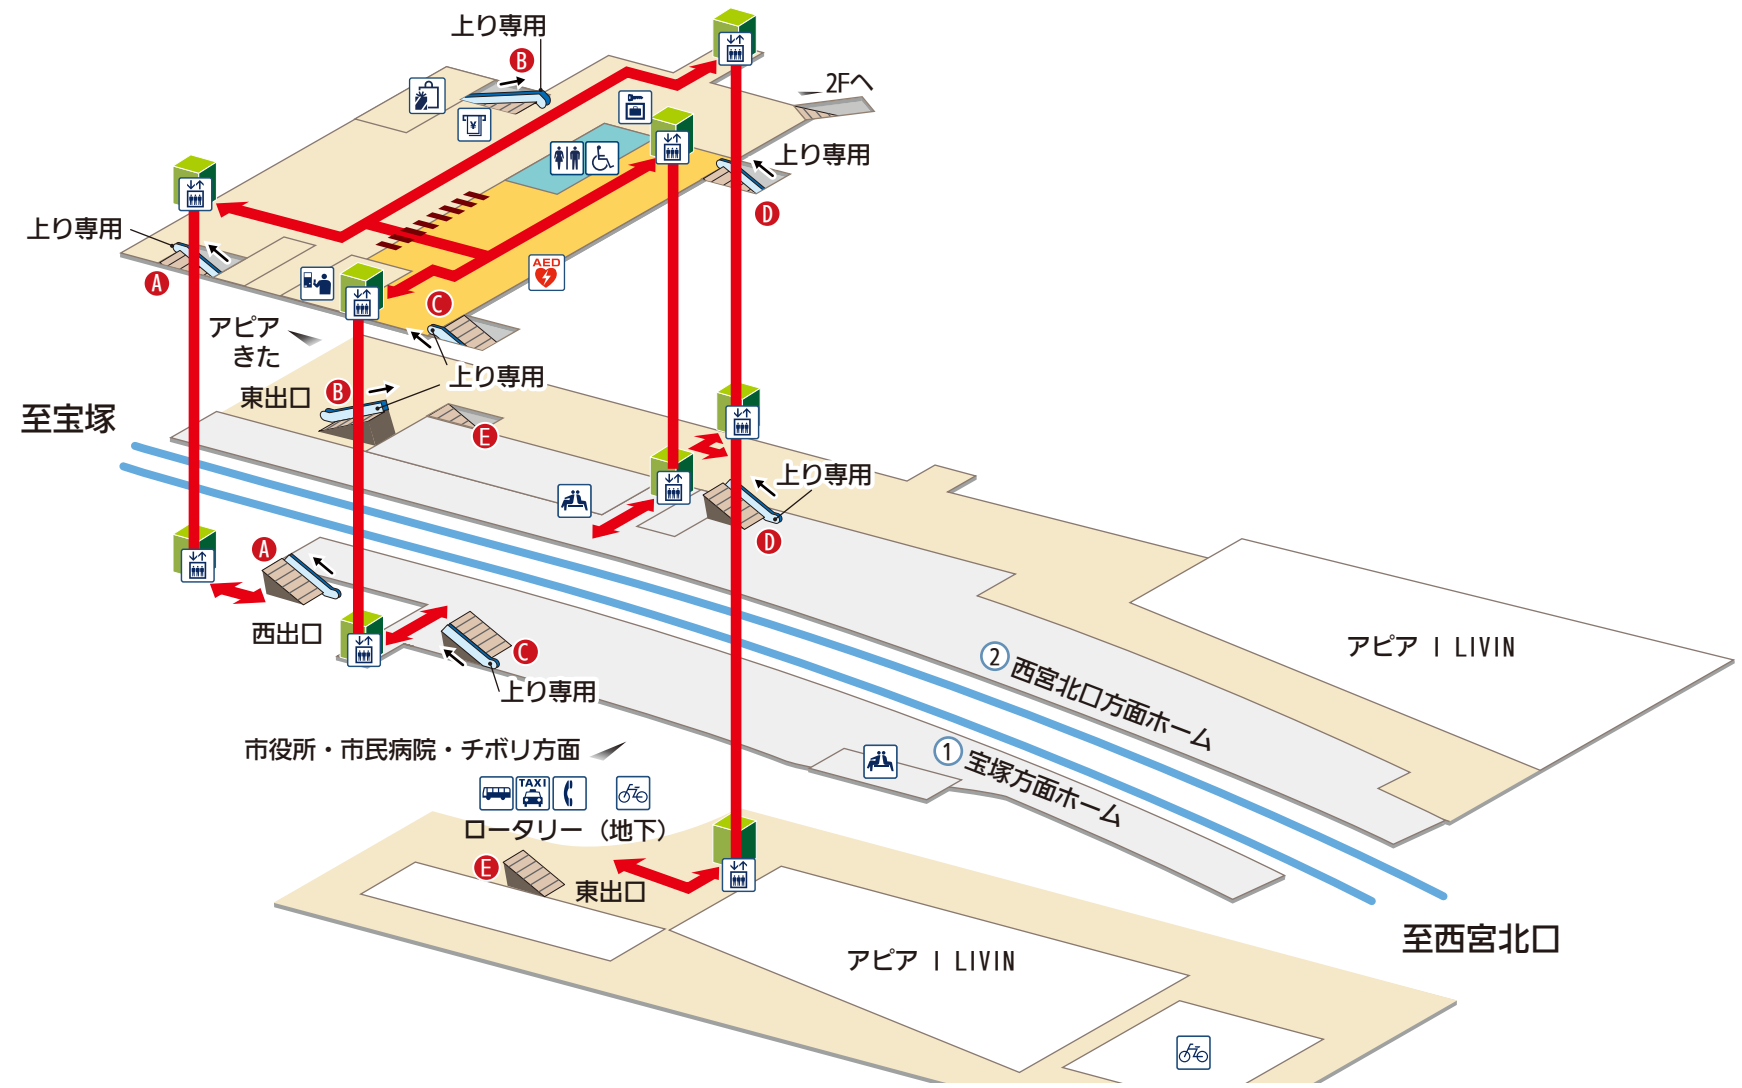 上り専用
B
2Fへ
¥
上り専用
D
上り専用
A
AED
C
アピア
きた
上り専用
東出口
B
至宝塚
E
上り専用
D
A
西出口
C
上り専用
アピア I LIVIN
② 西宮北口方面ホーム
① 宝塚方面ホーム
市役所・市民病院・チボリ方面
TAXI
ロータリー（地下）
E
東出口
アピア I LIVIN
至西宮北口